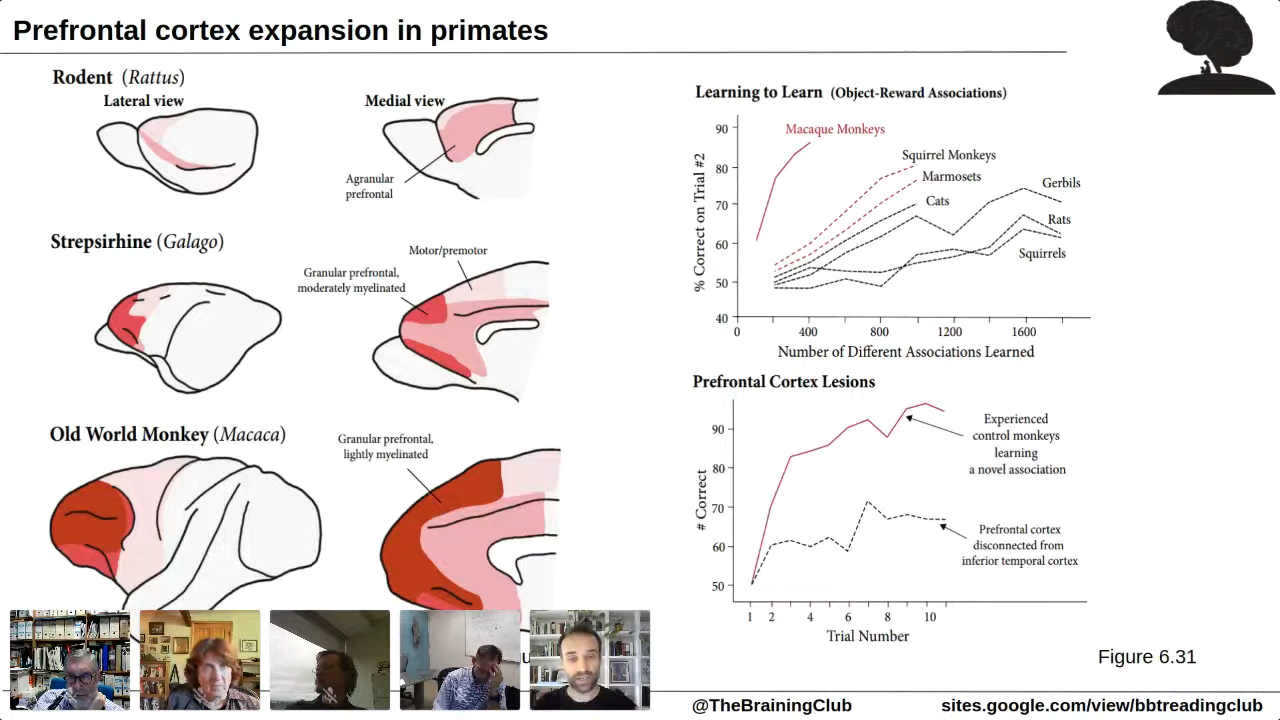 Prefrontal cortex expansion in primates
Rodent (Rattus)
Lateral view
Medial view
Agranular
prefrontal
Strepsirhine (Galago)
Motor/premotor
Granular prefrontal,
moderately myelinated
Old World Monkey (Macaca)
Granular prefrontal,
lightly myelinated
Learning to Learn (Object-Reward Associations)
% Correct on Trial #2
90
80
70
60
50
40
Macaque Monkeys
Squirrel Monkeys
Marmosets
Cats
Gerbils
Rats
Squirrels
0 400 800 1200 1600
Number of Different Associations Learned
Prefrontal Cortex Lesions
# Correct
90
80
70
60
50
Experienced
control monkeys
learning
a novel association
Prefrontal cortex
disconnected from
inferior temporal cortex
1 2 4 6 8 10
Trial Number
Figure 6.31
@TheBrainingClub
sites.google.com/view/bbtreadingclub